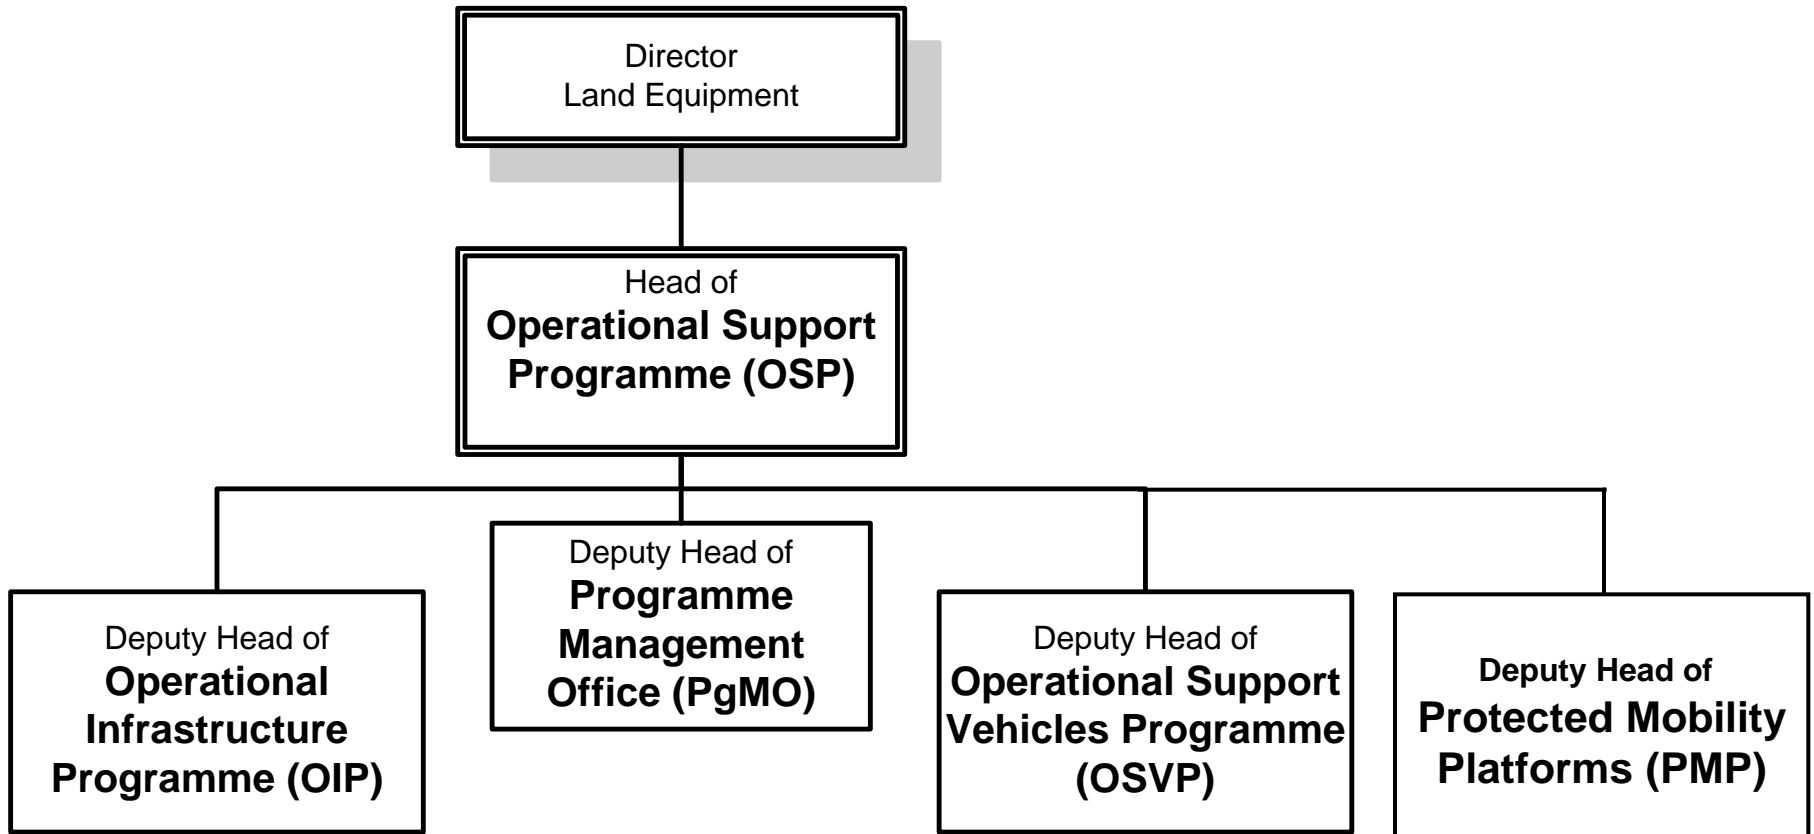 Director
Land Equipment
Head of
Operational Support
Programme (OSP)
Deputy Head of
Operational
Infrastructure
Programme (OIP)
Deputy Head of
Programme
Management
Office (PgMO)
Deputy Head of
Operational Support
Vehicles Programme
(OSVP)
Deputy Head of
Protected Mobility
Platforms (PMP)